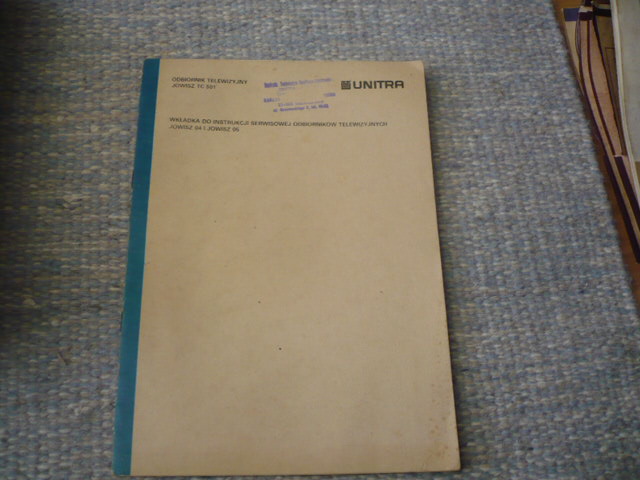 ODBIORNIK TELEWIZYJNY
JOWISZ TC 501
UNITRA
WKŁADKA DO INSTRUKCJI SERWISOWEJ ODBIORNIKÓW TELEWIZYJNYCH
JOWISZ 04 I JOWISZ 05